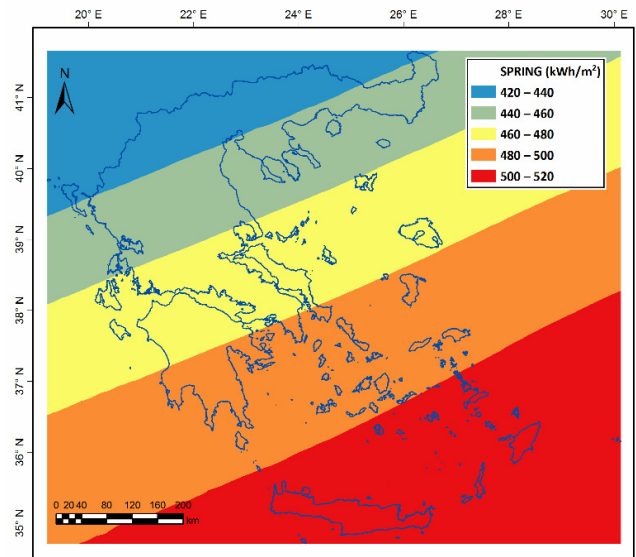 20° E 22° E 24° E 26° E 28° E 30° E
N
SPRING (kWh/m²)
420 – 440
440 – 460
460 – 480
480 – 500
500 – 520
41° N
40° N
39° N
38° N
37° N
36° N
35° N
0 20 40 80 120 160 200
km